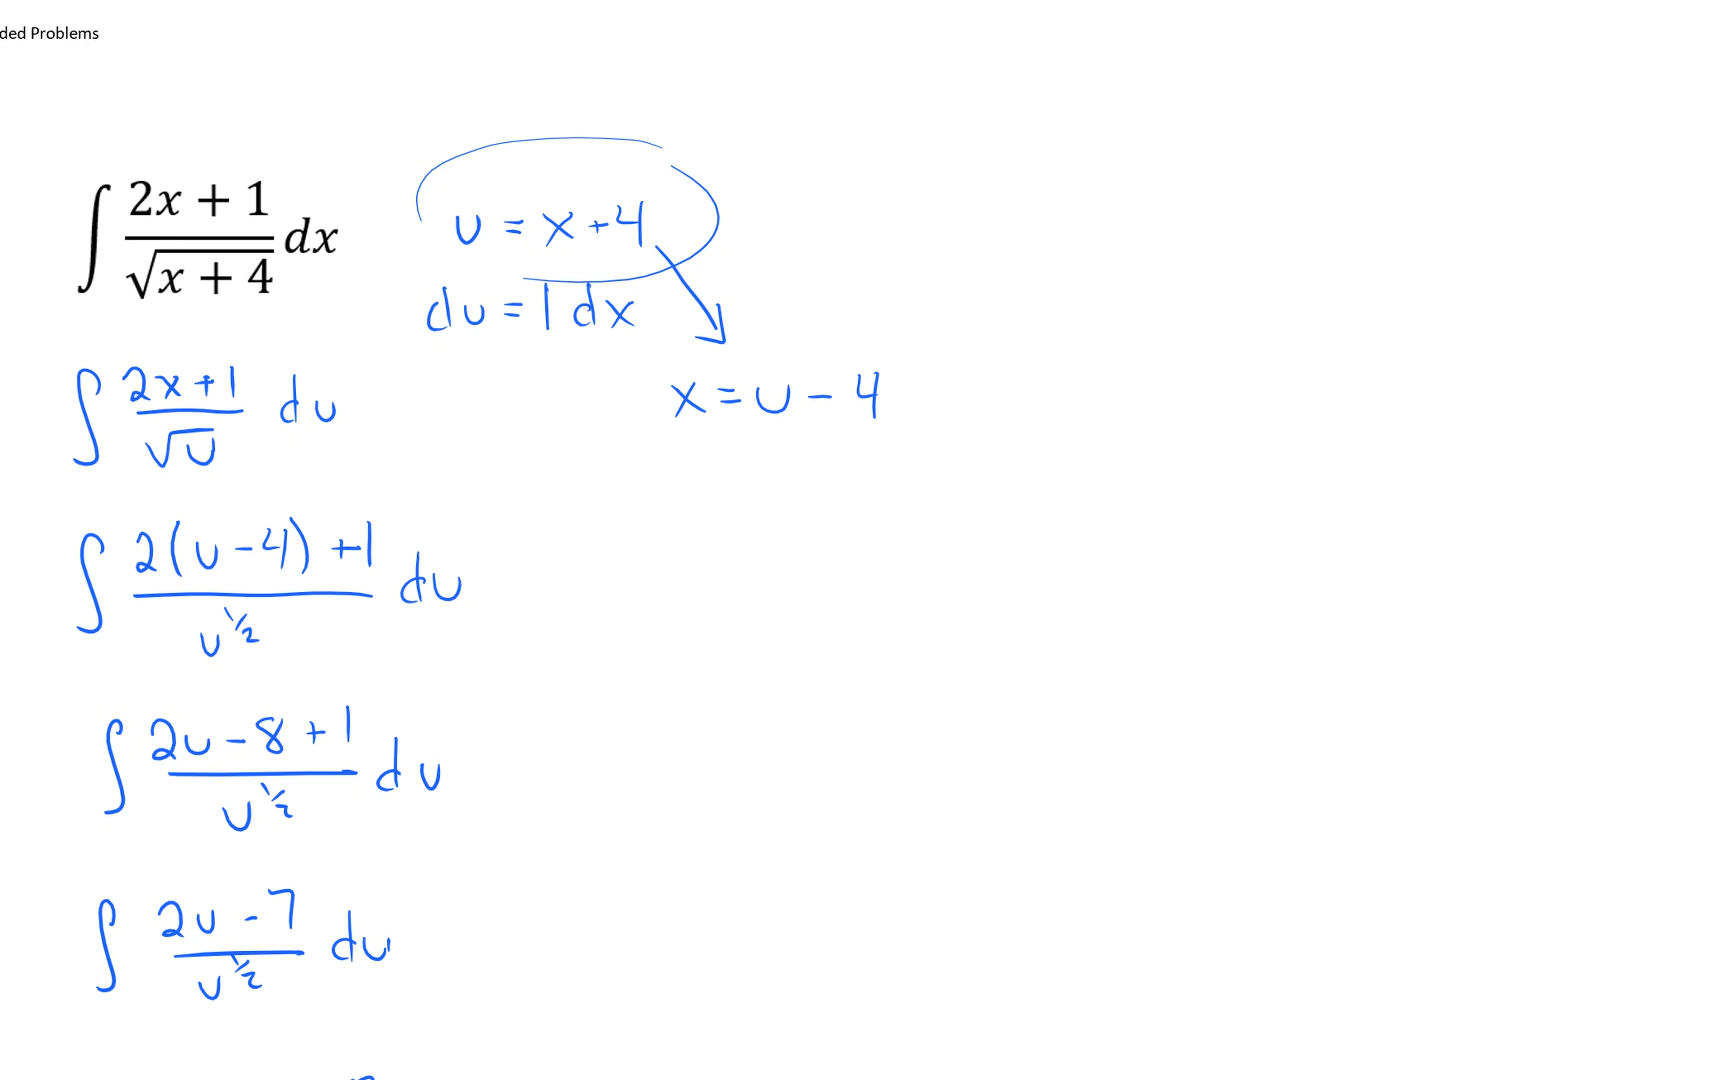 ded Problems
∫ (2x + 1)/√(x + 4) dx
u = x + 4
du = 1 dx
x = u - 4
∫ (2x + 1)/√u du
∫ (2(u - 4) + 1)/u^(1/2) du
∫ (2u - 8 + 1)/u^(1/2) du
∫ (2u - 7)/u^(1/2) du